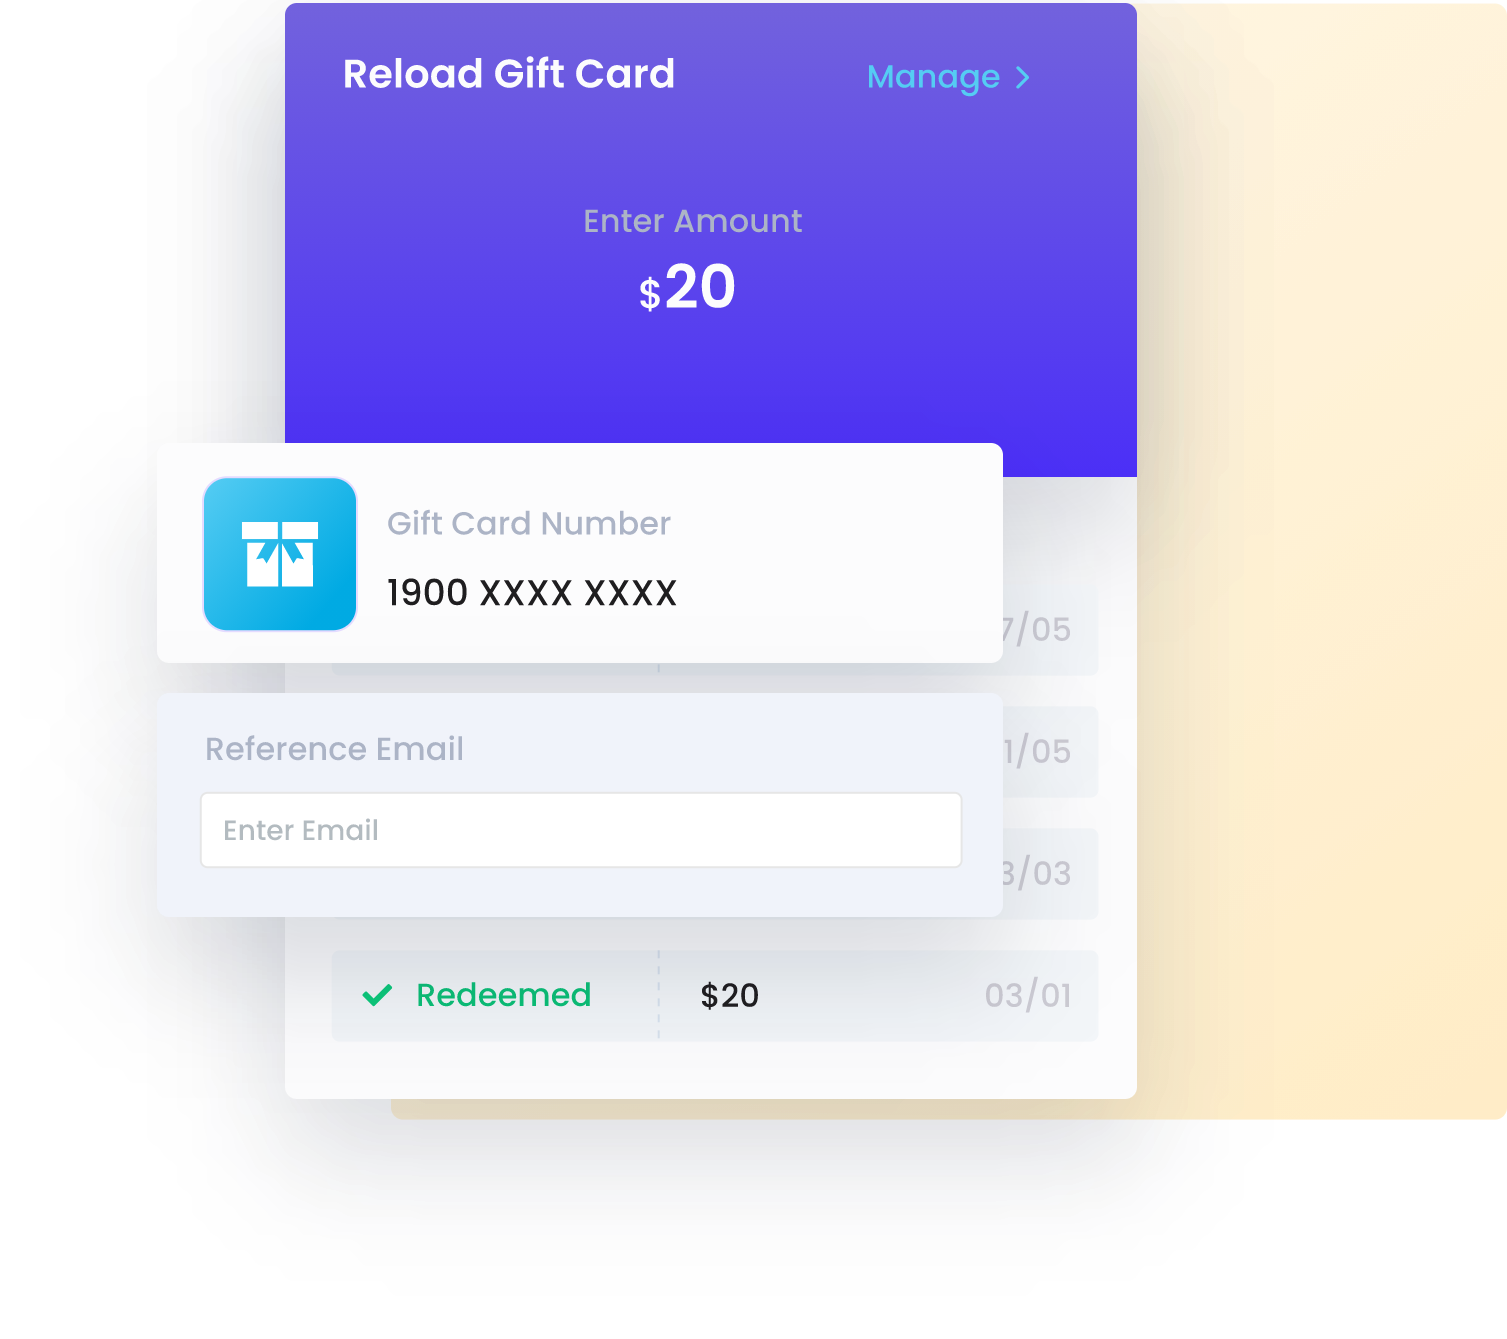 Reload Gift Card
Manage
Enter Amount
$20
Gift Card Number
1900 XXXX XXXX
7/05
Reference Email
1/05
Enter Email
3/03
Redeemed $20 03/01